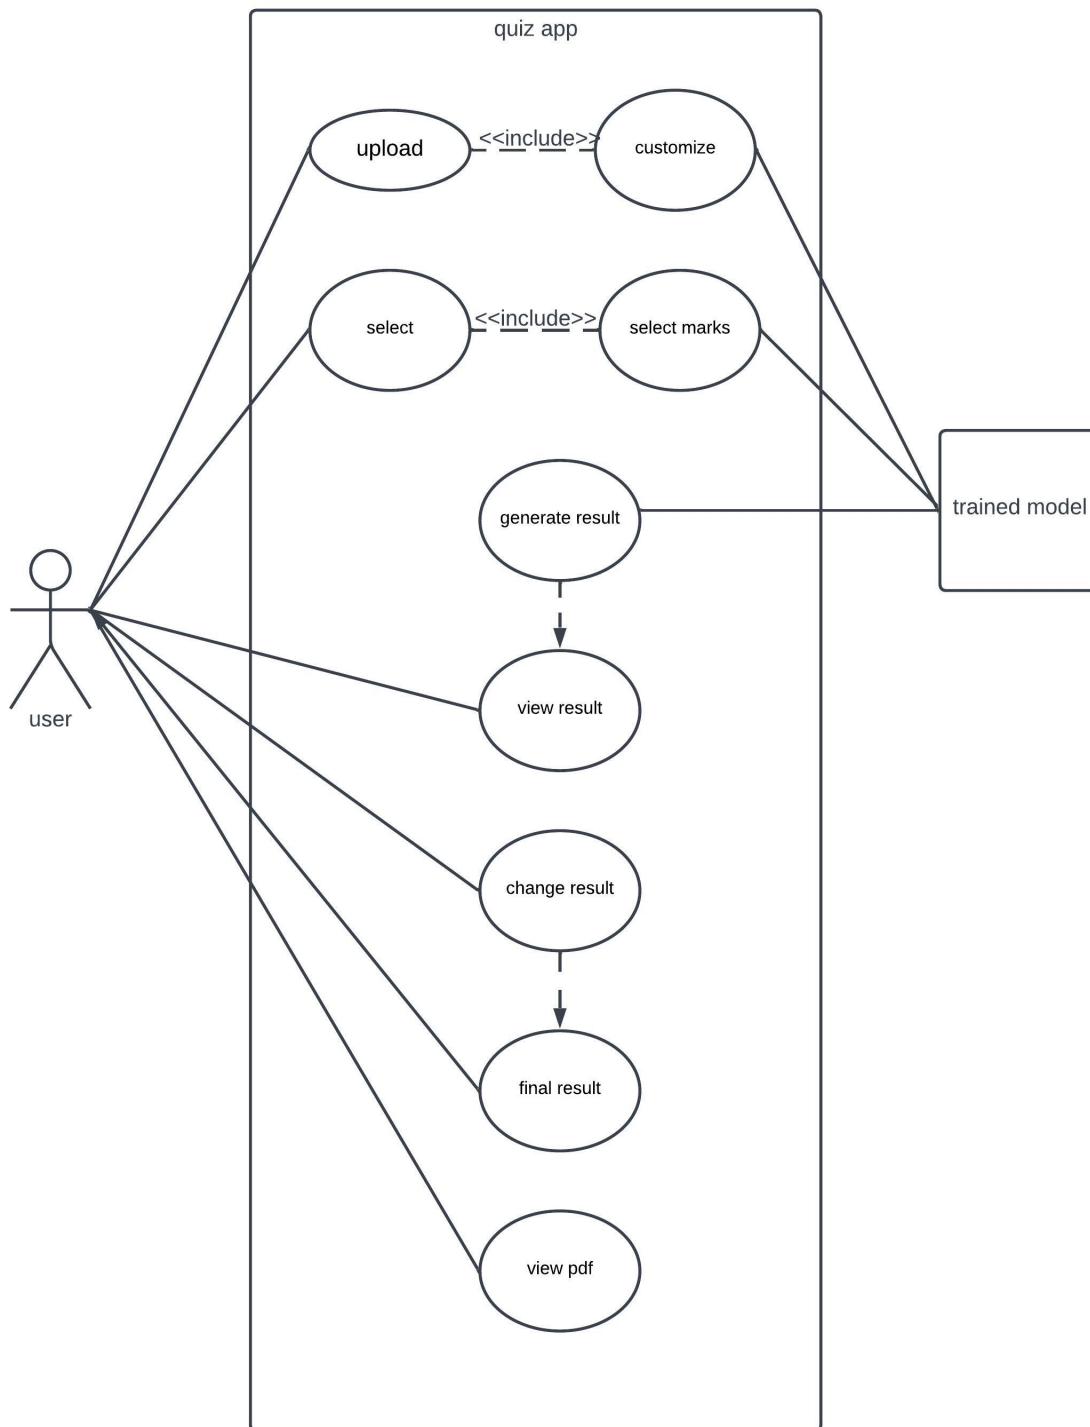 quiz app
upload
<<include>>
customize
select
<<include>>
select marks
generate result
trained model
view result
user
change result
final result
view pdf